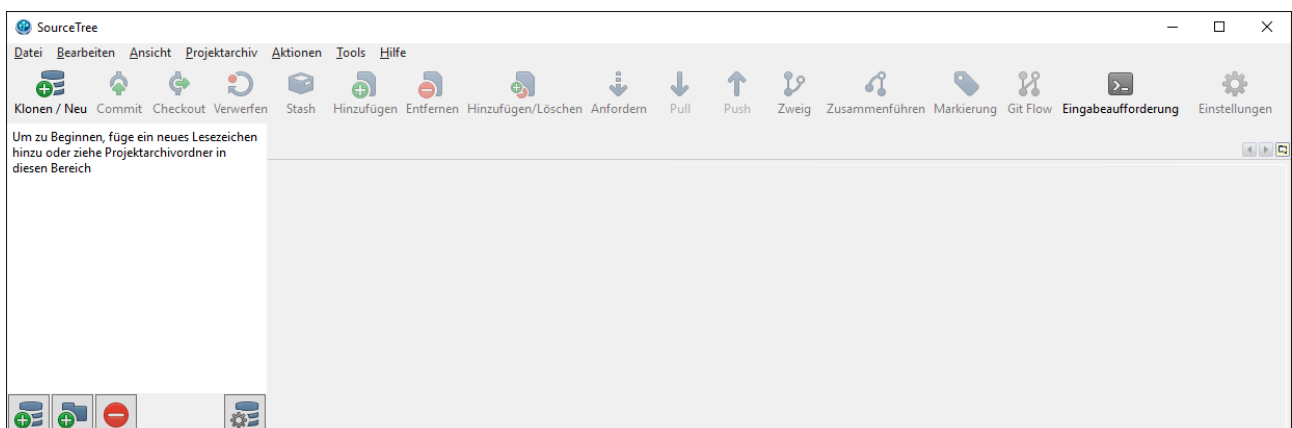 SourceTree
Datei Bearbeiten Ansicht Projektarchiv Aktionen Tools Hilfe
Klonen / Neu Commit Checkout Verwerfen Stash Hinzufügen Entfernen Hinzufügen/Löschen Anfordern Pull Push Zweig Zusammenführen Markierung Git Flow Eingabeaufforderung Einstellungen
Um zu Beginnen, füge ein neues Lesezeichen
hinzu oder ziehe Projektarchivordner in
diesen Bereich